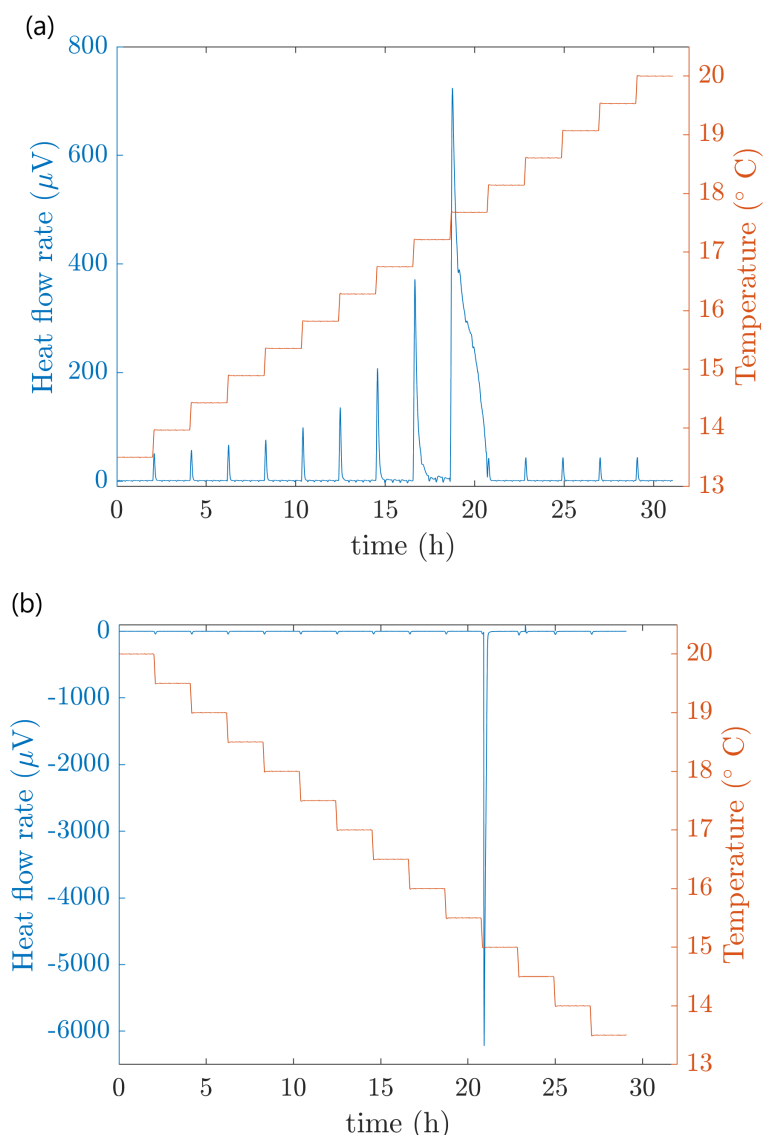 (a)
800
600
400
200
0
Heat flow rate (μV)
20
19
18
17
16
15
14
13
Temperature (° C)
0 5 10 15 20 25 30
time (h)
(b)
0
-1000
-2000
-3000
-4000
-5000
-6000
Heat flow rate (μV)
20
19
18
17
16
15
14
13
Temperature (° C)
0 5 10 15 20 25 30
time (h)